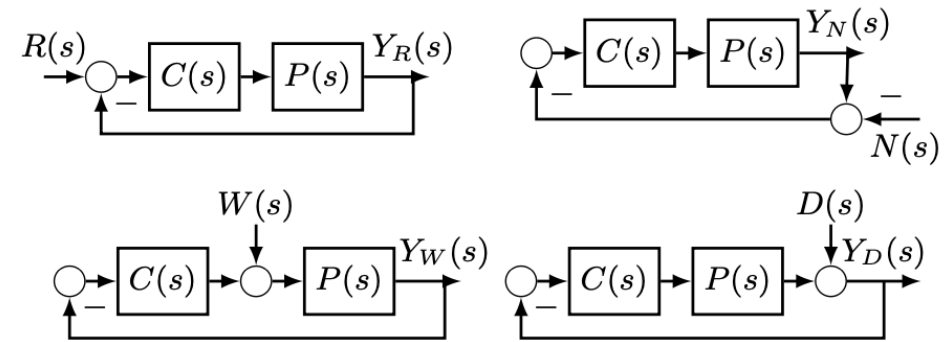 R(s)
C(s)
P(s)
Y_R(s)
−
C(s)
P(s)
Y_N(s)
−
−
N(s)
W(s)
C(s)
P(s)
Y_W(s)
−
D(s)
C(s)
P(s)
Y_D(s)
−